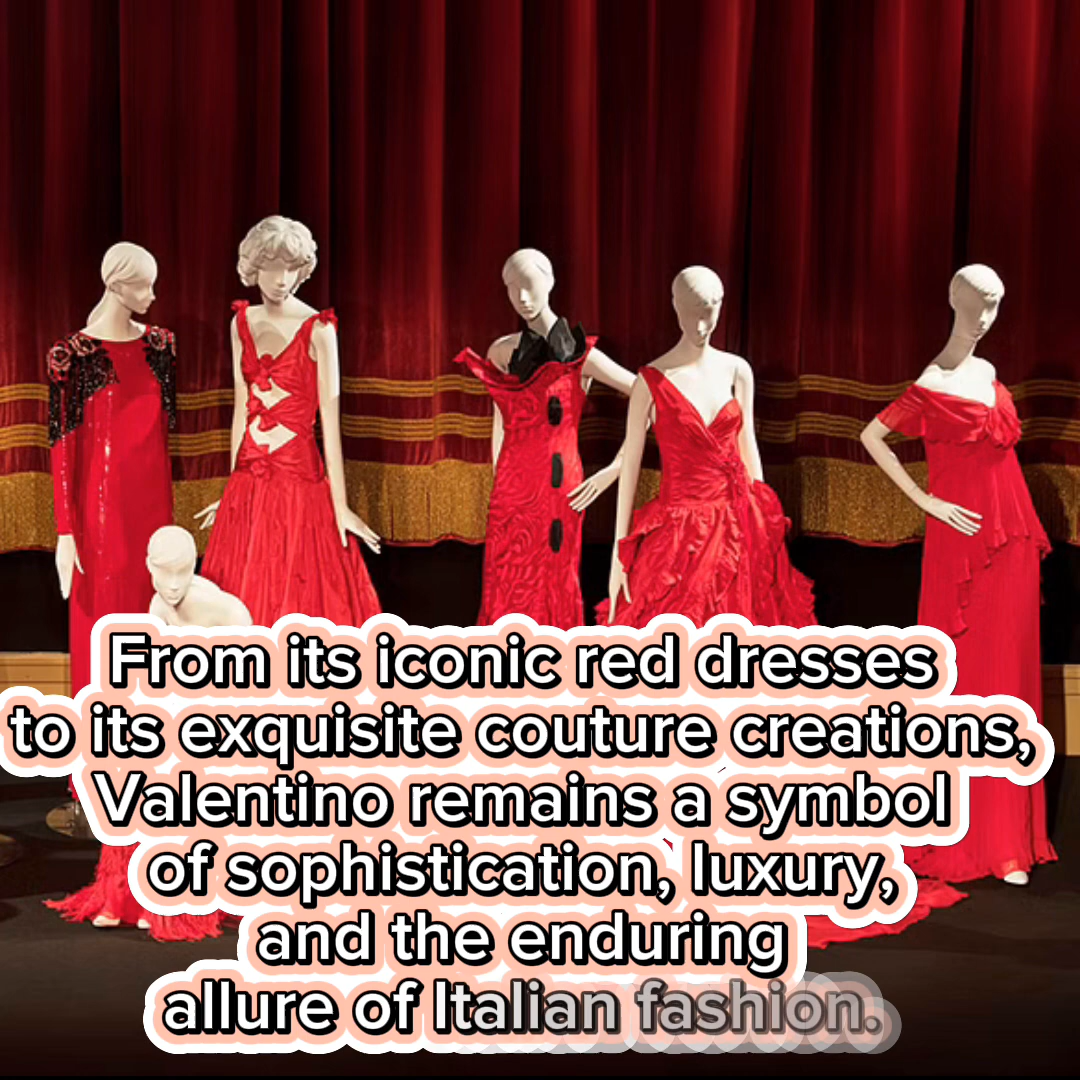 From its iconic red dresses
to its exquisite couture creations,
Valentino remains a symbol
of sophistication, luxury,
and the enduring
allure of Italian fashion.